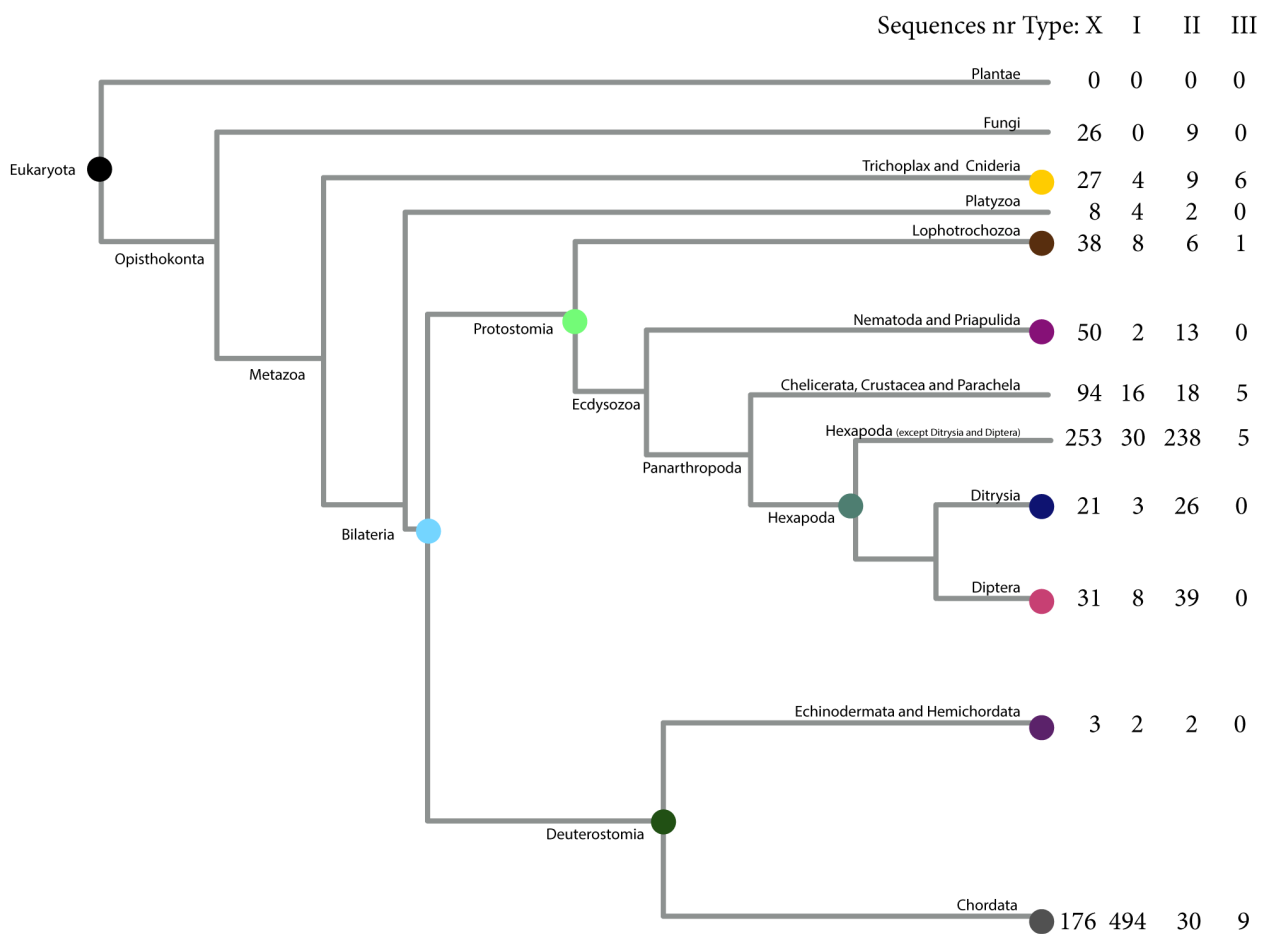 Sequences nr Type: X I II III
Plantae 0 0 0 0
Fungi 26 0 9 0
Eukaryota
Trichoplax and Cnideria 27 4 9 6
Platyzoa 8 4 2 0
Lophotrochozoa 38 8 6 1
Opisthokonta
Nematoda and Priapulida 50 2 13 0
Protostomia
Metazoa
Chelicerata, Crustacea and Parachela 94 16 18 5
Ecdysozoa
Hexapoda (except Ditrysia and Diptera) 253 30 238 5
Panarthropoda
Ditrysia 21 3 26 0
Hexapoda
Bilateria
Diptera 31 8 39 0
Echinodermata and Hemichordata 3 2 2 0
Deuterostomia
Chordata 176 494 30 9